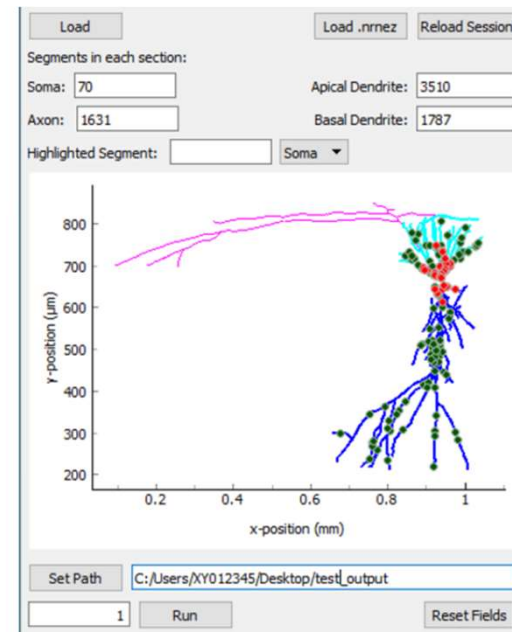 Load Load .nrnez Reload Session
Segments in each section:
Soma: 70 Apical Dendrite: 3510
Axon: 1631 Basal Dendrite: 1787
Highlighted Segment: Soma
800
700
600
500
400
300
200
y-position (µm)
0.2 0.4 0.6 0.8 1
x-position (mm)
Set Path C:/Users/XY012345/Desktop/test_output
1 Run Reset Fields